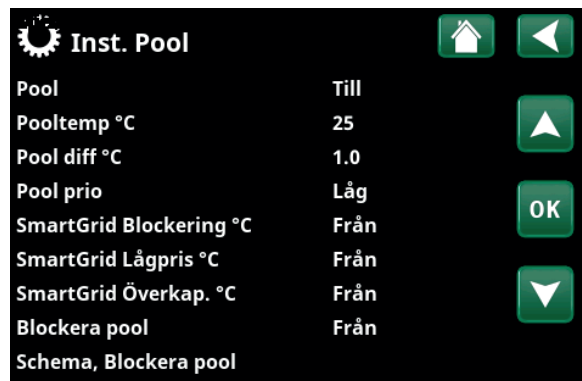 Inst. Pool
Pool Till
Pooltemp °C 25
Pool diff °C 1.0
Pool prio Låg
SmartGrid Blockering °C Från
SmartGrid Lågpris °C Från
SmartGrid Överkap. °C Från
Blockera pool Från
Schema, Blockera pool
OK